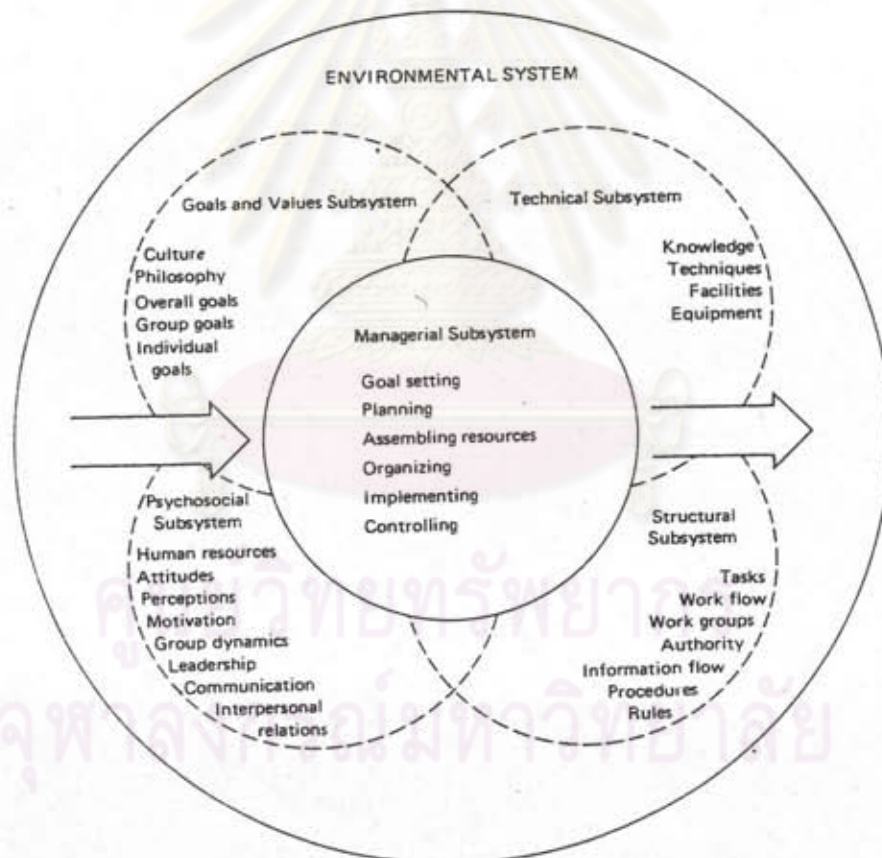 ENVIRONMENTAL SYSTEM
Goals and Values Subsystem
Culture
Philosophy
Overall goals
Group goals
Individual
goals
Technical Subsystem
Knowledge
Techniques
Facilities
Equipment
Managerial Subsystem
Goal setting
Planning
Assembling resources
Organizing
Implementing
Controlling
Psychosocial
Subsystem
Human resources
Attitudes
Perceptions
Motivation
Group dynamics
Leadership
Communication
Interpersonal
relations
Structural
Subsystem
Tasks
Work flow
Work groups
Authority
Information flow
Procedures
Rules
ศูนย์วิทยทรัพยากร
จุฬาลงกรณ์มหาวิทยาลัย